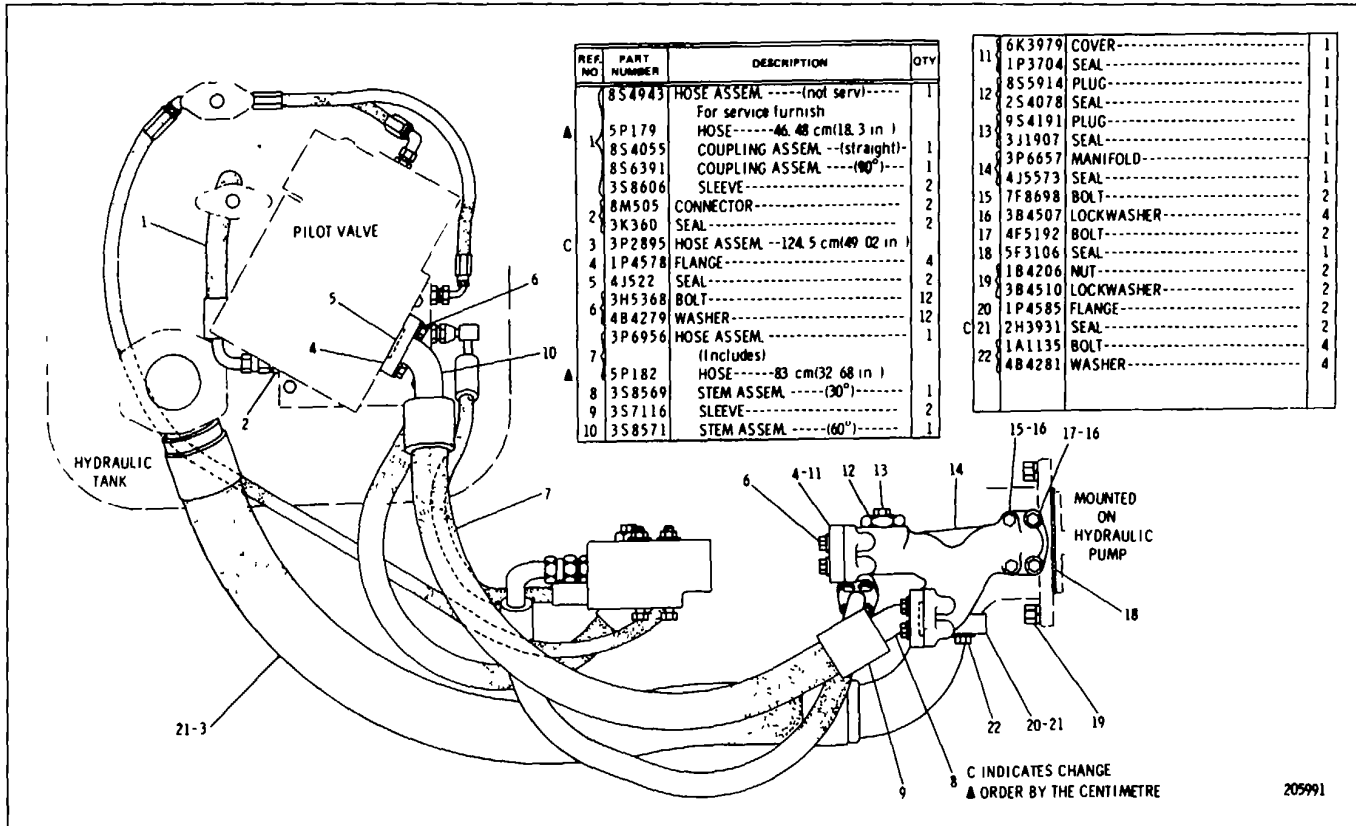 REF. NO PART NUMBER DESCRIPTION QTY
8S4943 HOSE ASSEM. -----(not serv)----- 1
For service furnish
▲ 5P179 HOSE------46.48 cm(18.3 in )
1 8S4055 COUPLING ASSEM. --(straight)- 1
8S6391 COUPLING ASSEM. ----(90°)--- 1
3S8606 SLEEVE--------------------- 2
2 8M505 CONNECTOR--------------------- 2
3K360 SEAL-------------------------- 2
C 3 3P2895 HOSE ASSEM. --124.5 cm(49 02 in )
4 1P4578 FLANGE------------------------ 4
5 4J522 SEAL-------------------------- 2
6 3H5368 BOLT-------------------------- 12
4B4279 WASHER------------------------ 12
3P6956 HOSE ASSEM.------------------- 1
7 (Includes)
▲ 5P182 HOSE-----83 cm(32 68 in )
8 3S8569 STEM ASSEM. -----(30°)------- 1
9 3S7116 SLEEVE--------------------- 2
10 3S8571 STEM ASSEM. -----(60°)------- 1
11 6K3979 COVER------------------------- 1
1P3704 SEAL-------------------------- 1
12 8S5914 PLUG-------------------------- 1
2S4078 SEAL-------------------------- 1
13 9S4191 PLUG-------------------------- 1
3J1907 SEAL-------------------------- 1
14 3P6657 MANIFOLD---------------------- 1
4J5573 SEAL-------------------------- 1
15 7F8698 BOLT-------------------------- 2
16 3B4507 LOCKWASHER-------------------- 4
17 4F5192 BOLT-------------------------- 2
18 5F3106 SEAL-------------------------- 1
19 1B4206 NUT--------------------------- 2
3B4510 LOCKWASHER-------------------- 2
20 1P4585 FLANGE------------------------ 2
C 21 2H3931 SEAL-------------------------- 2
22 1A1135 BOLT-------------------------- 4
4B4281 WASHER------------------------ 4
1
PILOT VALVE
5
6
4
10
2
HYDRAULIC
TANK
7
21-3
6
4-11
12
13
14
15-16
17-16
MOUNTED
ON
HYDRAULIC
PUMP
18
19
20-21
22
8
9
C INDICATES CHANGE
▲ ORDER BY THE CENTIMETRE
205991